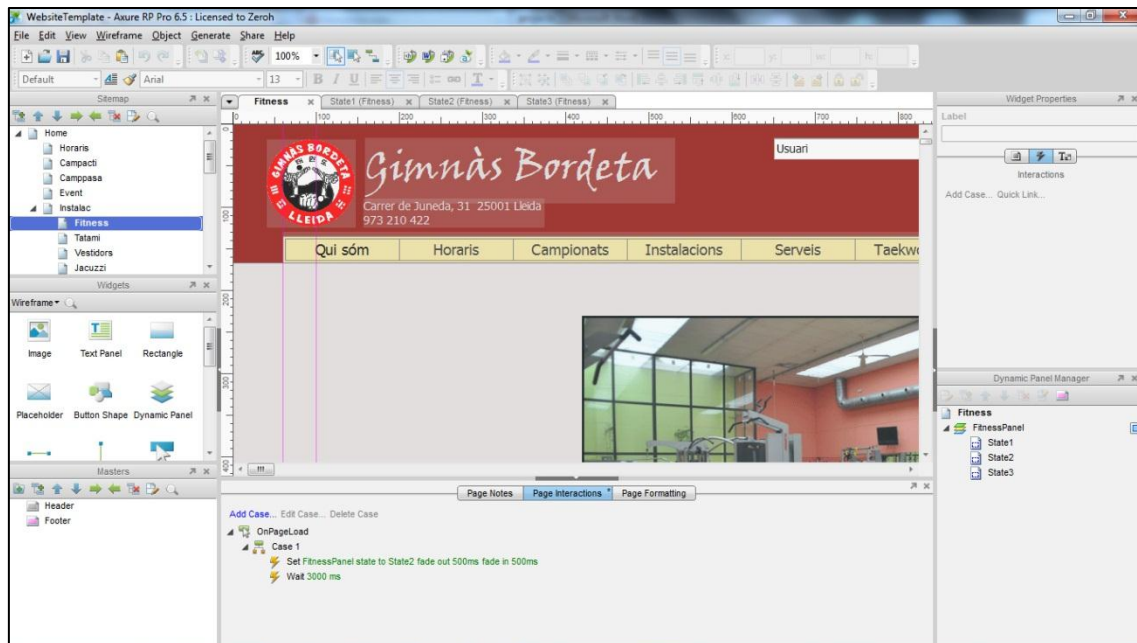 WebsiteTemplate - Axure RP Pro 6.5 : Licensed to Zeroh
File Edit View Wireframe Object Generate Share Help
100%
Default Arial 13 B I U
Sitemap
Home
Horaris
Campacti
Camppasa
Event
Instalac
Fitness
Tatami
Vestidors
Jacuzzi
Widgets
Wireframe
Image Text Panel Rectangle
Placeholder Button Shape Dynamic Panel
Masters
Header
Footer
Fitness State1 (Fitness) State2 (Fitness) State3 (Fitness)
0 100 200 300 400 500 600 700 800
GIMNÀS BORDETA
LLEIDA
Gimnàs Bordeta
Carrer de Juneda, 31 25001 Lleida
973 210 422
Usuari
Qui sóm Horaris Campionats Instalacions Serveis Taekwo
Page Notes Page Interactions * Page Formatting
Add Case... Edit Case... Delete Case
OnPageLoad
Case 1
Set FitnessPanel state to State2 fade out 500ms fade in 500ms
Wait 3000 ms
Widget Properties
Label
Interactions
Add Case... Quick Link...
Dynamic Panel Manager
Fitness
FitnessPanel
State1
State2
State3